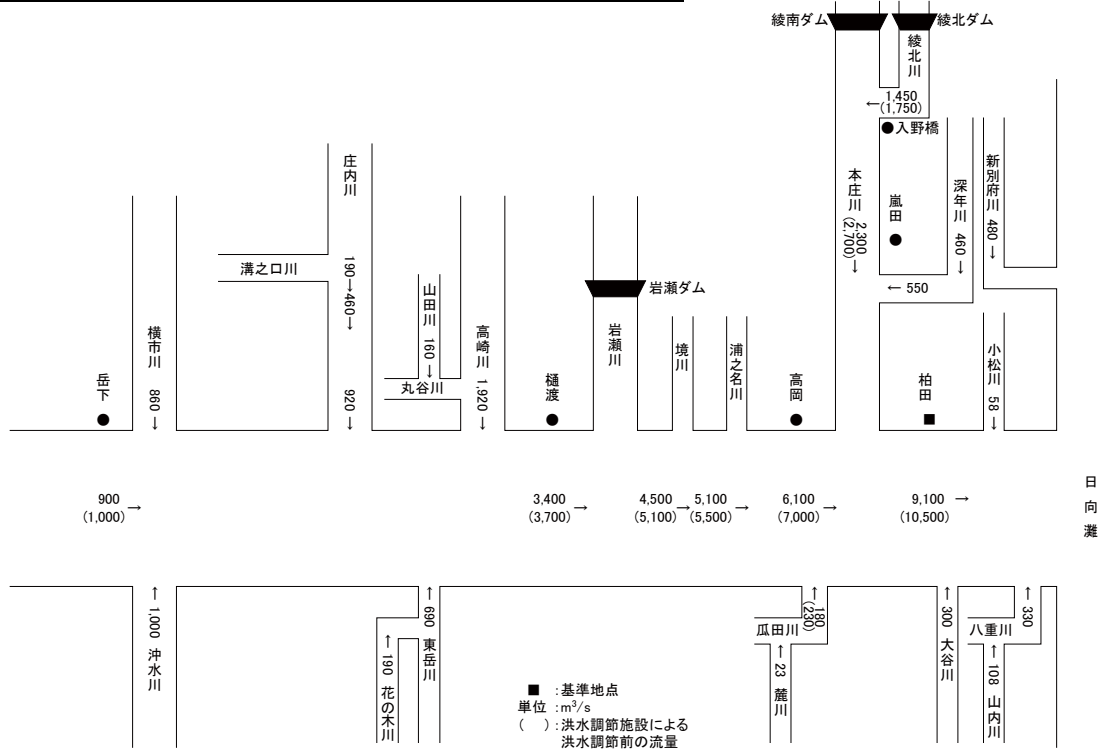 綾南ダム
綾北ダム
綾北川
← 1,450
(1,750)
入野橋
庄内川
本庄川 2,300 →
(2,700)
嵐田
深年川 460 →
新別府川 480 →
溝之口川
190→460→
山田川 160 →
岩瀬ダム
← 550
横市川 860 →
高崎川 1,920 →
岩瀬川
境川
浦之名川
小松川 58 →
岳下
920 →
丸谷川
樋渡
高岡
柏田
900 →
(1,000)
3,400 →
(3,700)
4,500 →
(5,100)
5,100 →
(5,500)
6,100 →
(7,000)
9,100 →
(10,500)
日向灘
← 1,000 沖水川
← 690 東岳川
← 190 花の木川
← 180
(230)
瓜田川
← 23 麓川
← 300 大谷川
← 330
八重川
← 108 山内川
■ :基準地点
単位 :m³/s
( ) :洪水調節施設による
洪水調節前の流量